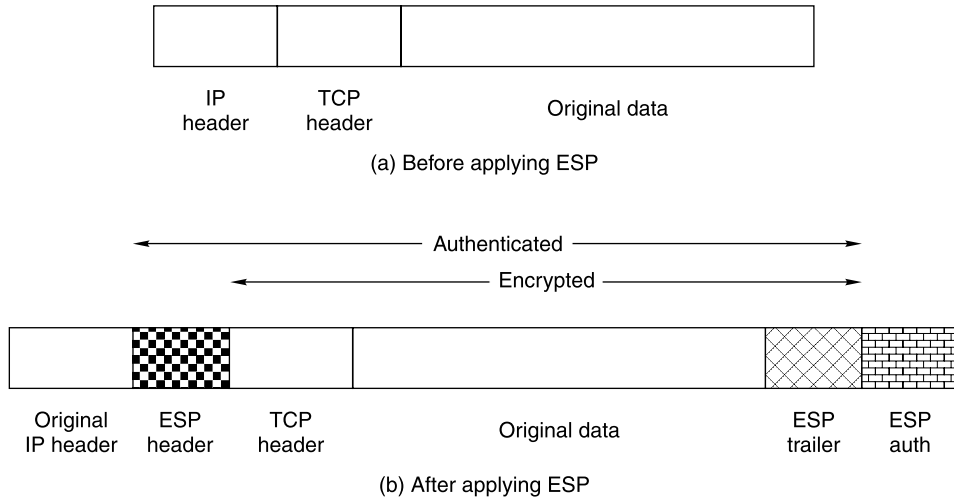 IP
header
TCP
header
Original data
(a) Before applying ESP
Authenticated
Encrypted
Original
IP header
ESP
header
TCP
header
Original data
ESP
trailer
ESP
auth
(b) After applying ESP